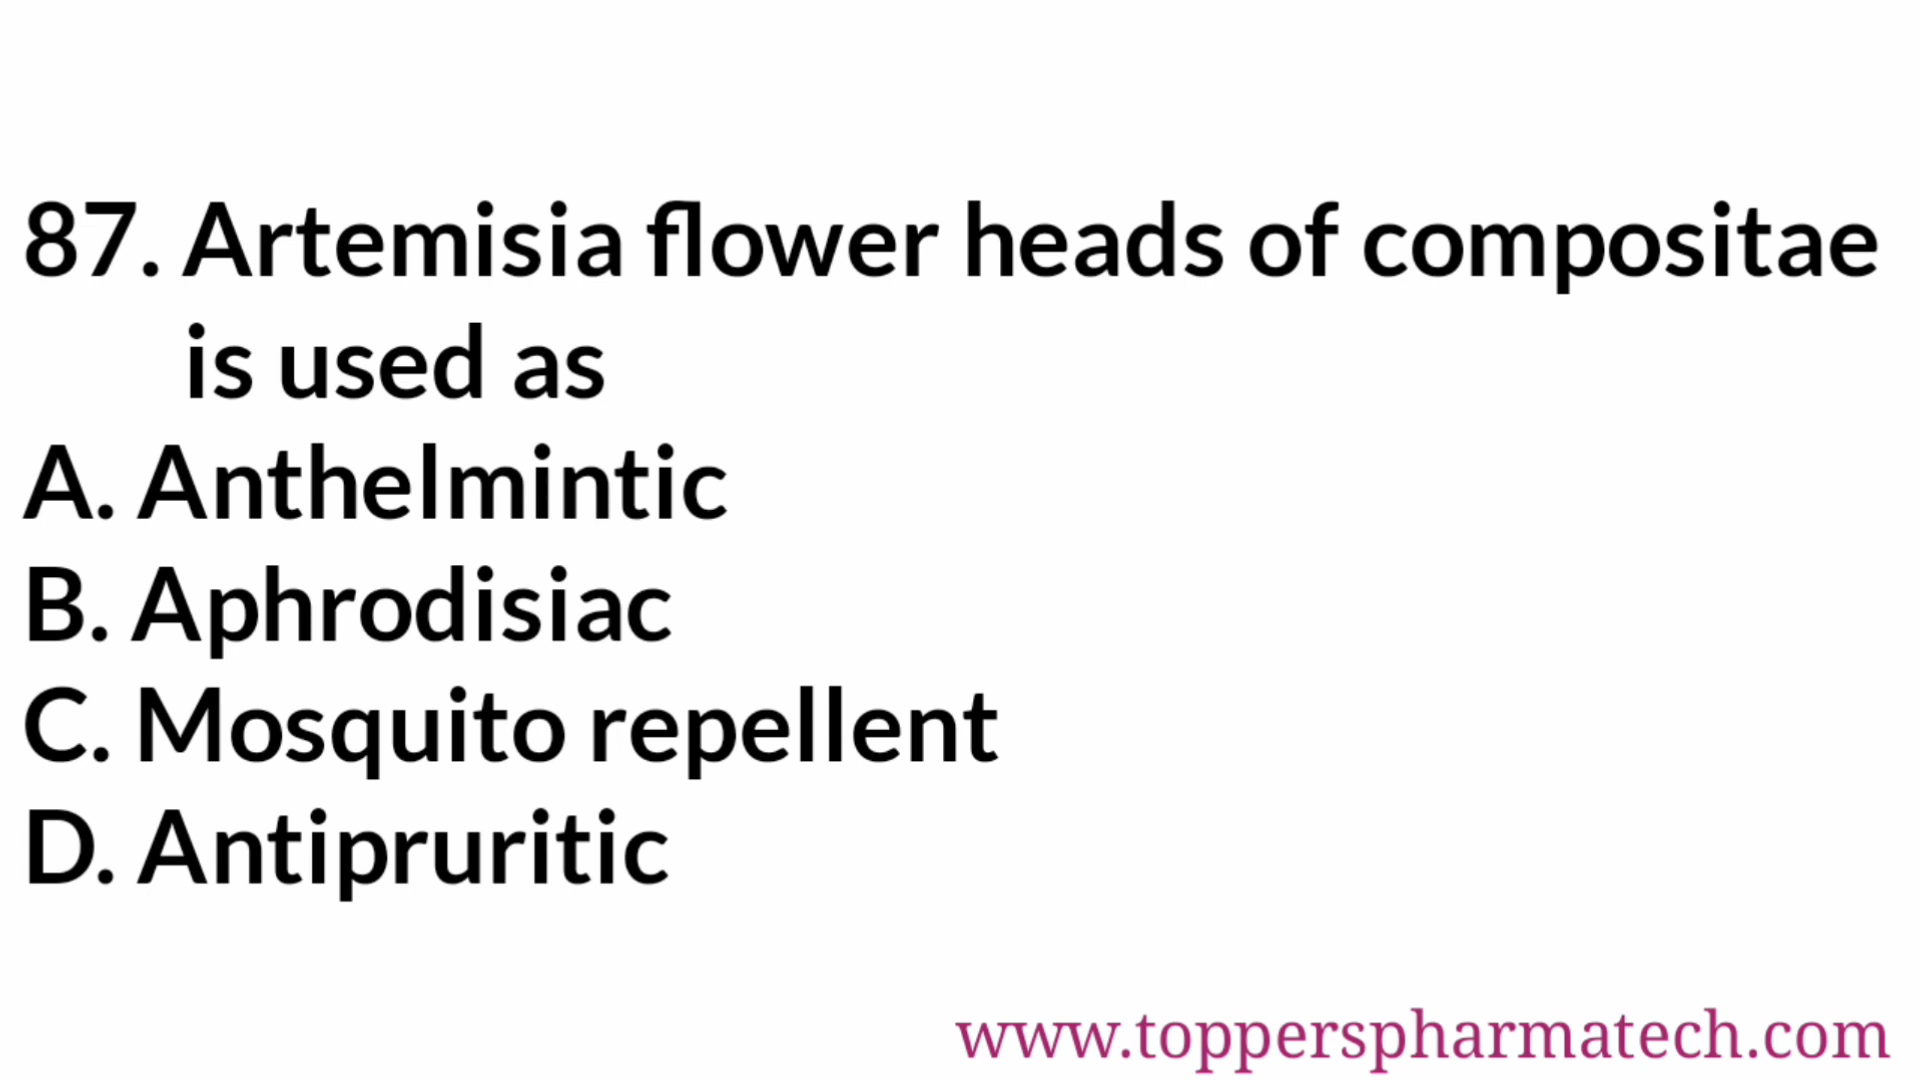 87. Artemisia flower heads of compositae
is used as
A. Anthelmintic
B. Aphrodisiac
C. Mosquito repellent
D. Antipruritic
www.topperspharmatech.com